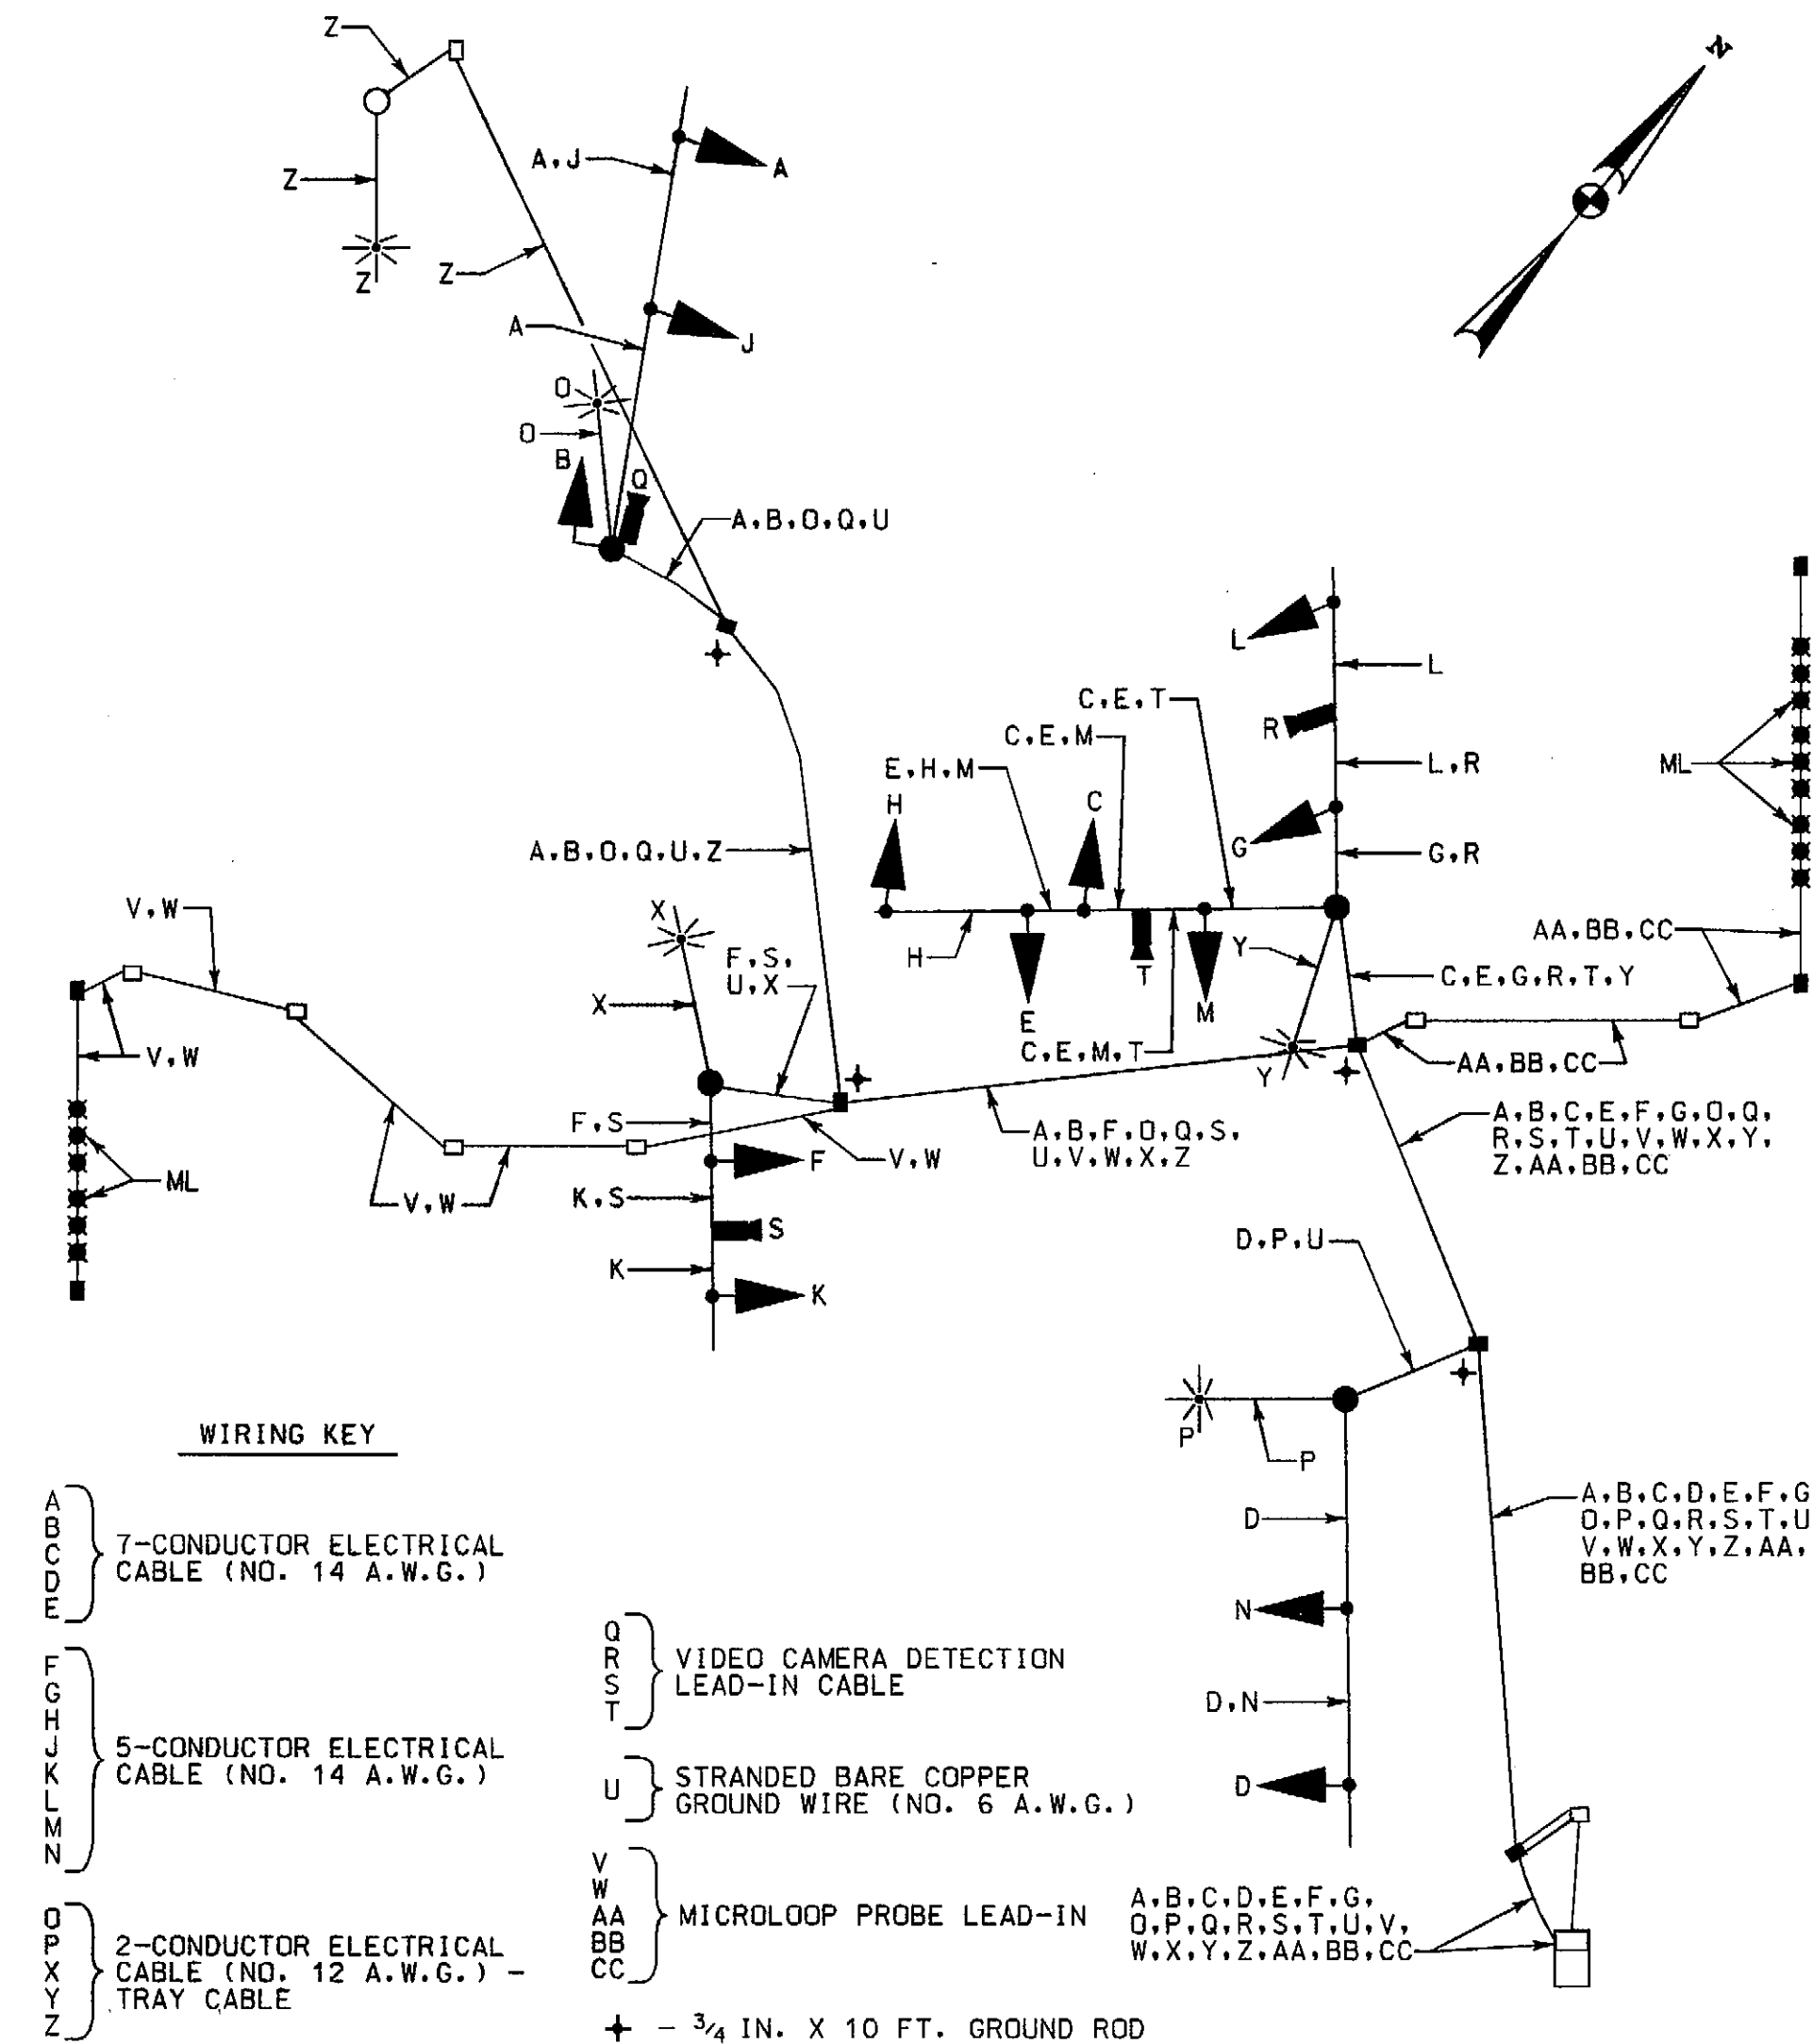 Z
N
Z
A,J
A
Z
Z
Z
A
J
O
O
B
Q
A,B,O,Q,U
L
L
C,E,T
R
C,E,M
E,H,M
L,R
ML
H
C
G
A,B,O,Q,U,Z
G,R
V,W
X
F,S,
U,X
H
Y
AA,BB,CC
T
C,E,G,R,T,Y
X
E
M
C,E,M,T
V,W
Y
AA,BB,CC
F,S
A,B,F,O,Q,S,
U,V,W,X,Z
A,B,C,E,F,G,O,Q,
R,S,T,U,V,W,X,Y,
Z,AA,BB,CC
F
V,W
ML
V,W
K,S
S
K
K
D,P,U
P
P
WIRING KEY
A
B
C
D
E
7-CONDUCTOR ELECTRICAL
CABLE (NO. 14 A.W.G.)
F
G
H
J
K
L
M
N
5-CONDUCTOR ELECTRICAL
CABLE (NO. 14 A.W.G.)
O
P
X
Y
Z
2-CONDUCTOR ELECTRICAL
CABLE (NO. 12 A.W.G.) -
TRAY CABLE
Q
R
S
T
VIDEO CAMERA DETECTION
LEAD-IN CABLE
U
STRANDED BARE COPPER
GROUND WIRE (NO. 6 A.W.G.)
V
W
AA
BB
CC
MICROLOOP PROBE LEAD-IN
- 3/4 IN. X 10 FT. GROUND ROD
D
N
D,N
D
A,B,C,D,E,F,G
O,P,Q,R,S,T,U
V,W,X,Y,Z,AA,
BB,CC
A,B,C,D,E,F,G,
O,P,Q,R,S,T,U,V,
W,X,Y,Z,AA,BB,CC